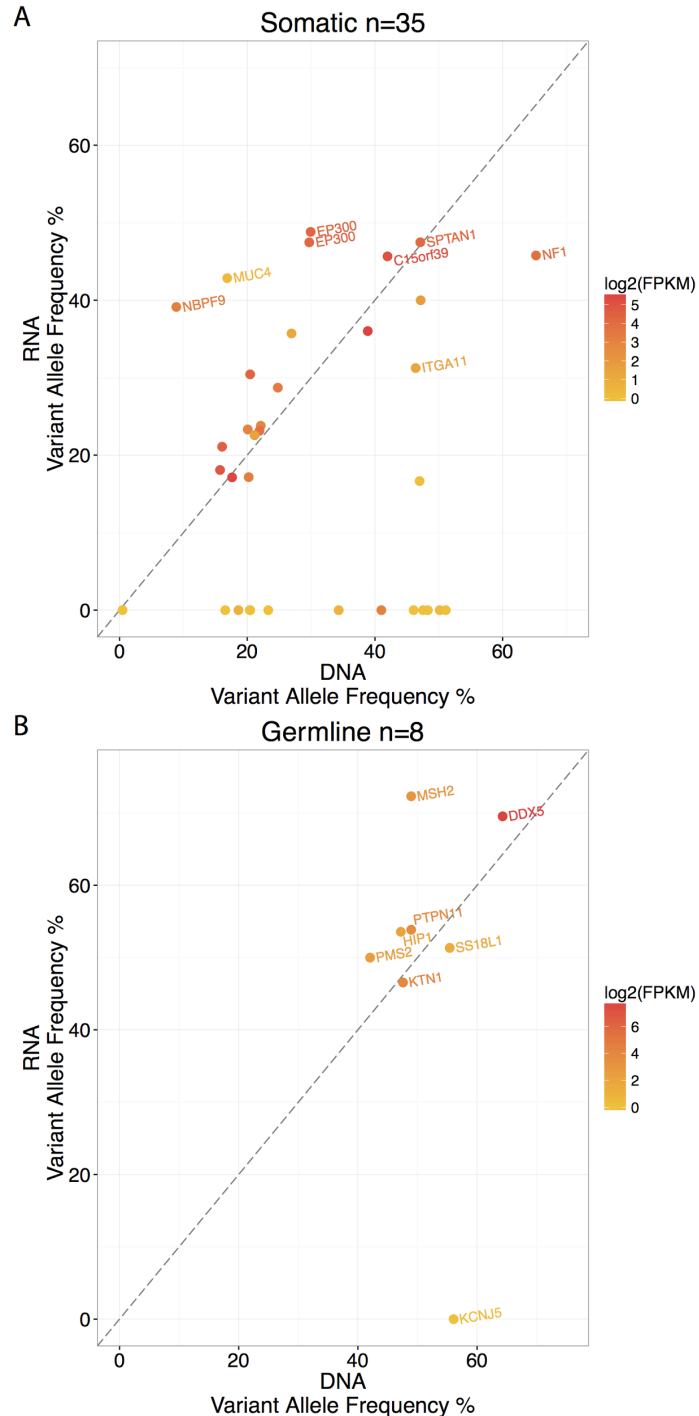 A
Somatic n=35
60
40
20
0
RNA
Variant Allele Frequency %
EP300
EP300
SPTAN1
C15orf39
NF1
MUC4
NBPF9
ITGA11
log2(FPKM)
5
4
3
2
1
0
0
20
40
60
DNA
Variant Allele Frequency %
B
Germline n=8
60
40
20
0
RNA
Variant Allele Frequency %
MSH2
DDX5
PTPN11
HIP1
SS18L1
PMS2
KTN1
KCNJ5
log2(FPKM)
6
4
2
0
0
20
40
60
DNA
Variant Allele Frequency %